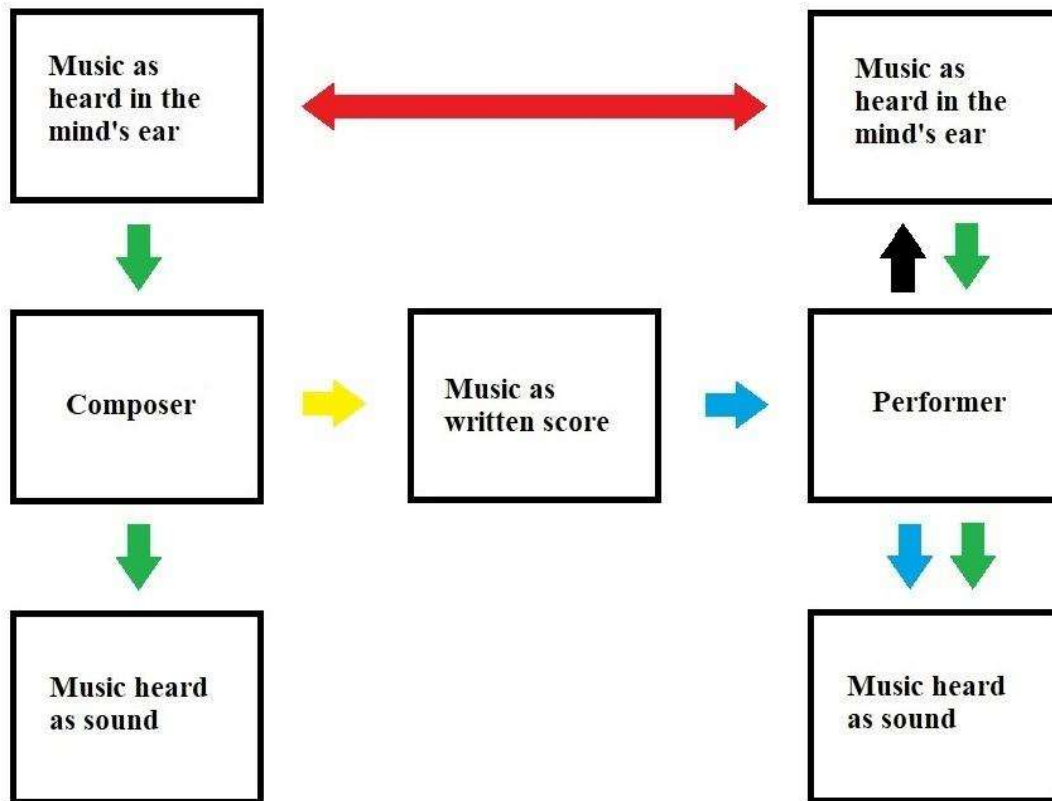 Music as
heard in the
mind's ear
Music as
heard in the
mind's ear
Composer
Music as
written score
Performer
Music heard
as sound
Music heard
as sound